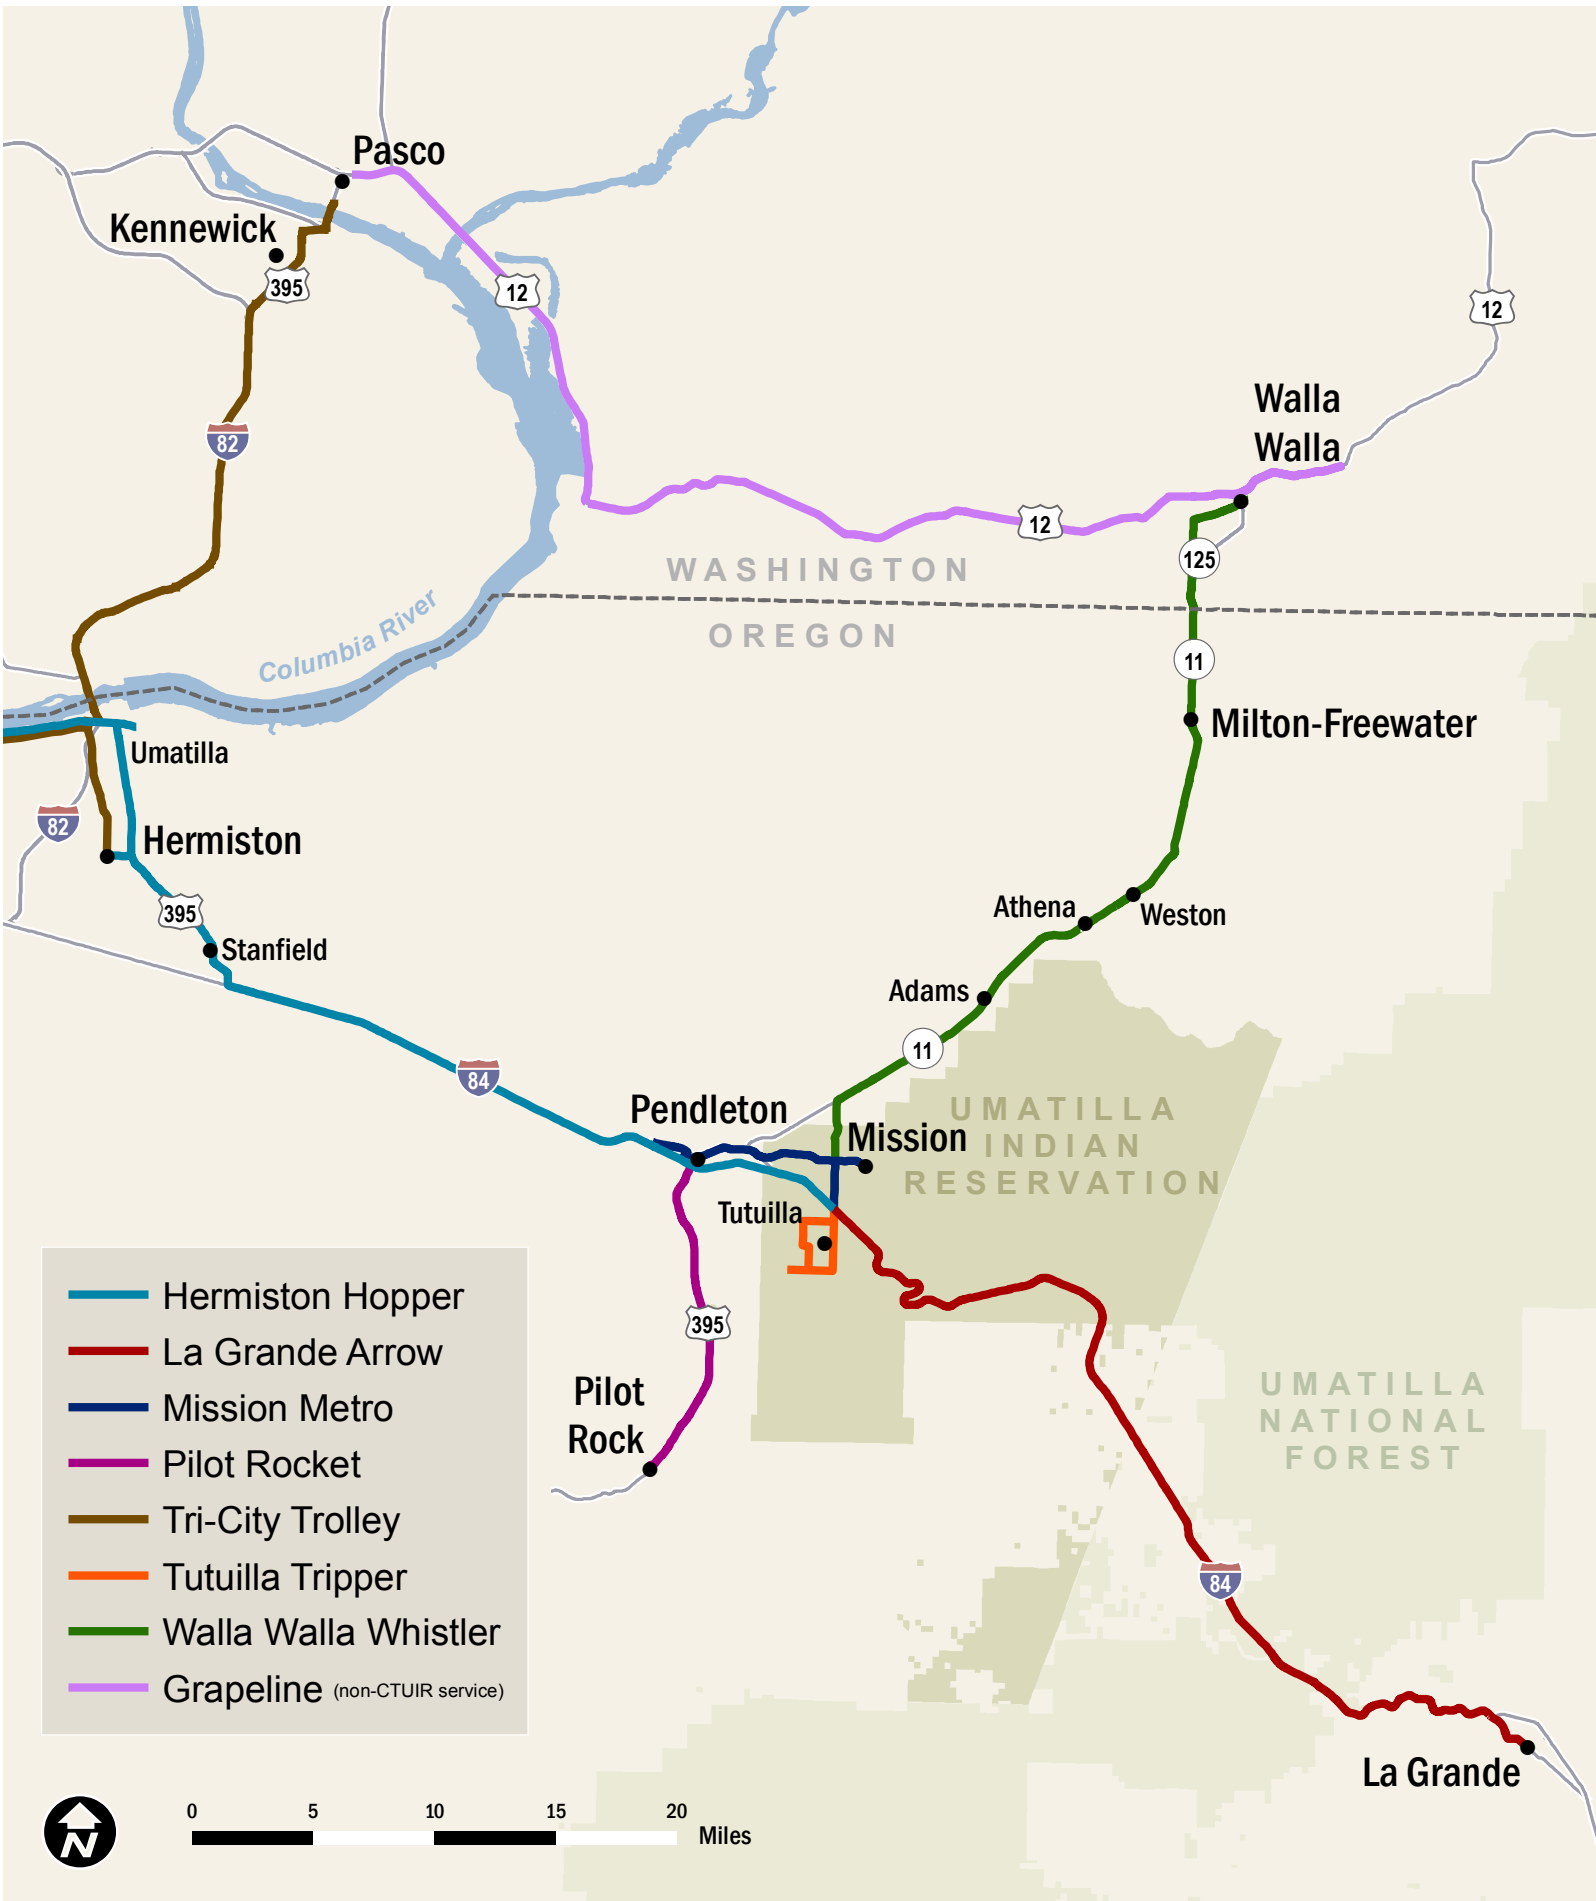 Pasco
Kennewick
395
12
12
82
Walla
Walla
12
WASHINGTON
125
Columbia River
OREGON
11
Milton-Freewater
Umatilla
82
Hermiston
395
Athena
Weston
Stanfield
Adams
11
84
Pendleton
UMATILLA
INDIAN
RESERVATION
Mission
Tutuilla
395
Pilot
Rock
UMATILLA
NATIONAL
FOREST
84
La Grande
Hermiston Hopper
La Grande Arrow
Mission Metro
Pilot Rocket
Tri-City Trolley
Tutuilla Tripper
Walla Walla Whistler
Grapeline (non-CTUIR service)
N
0 5 10 15 20
Miles